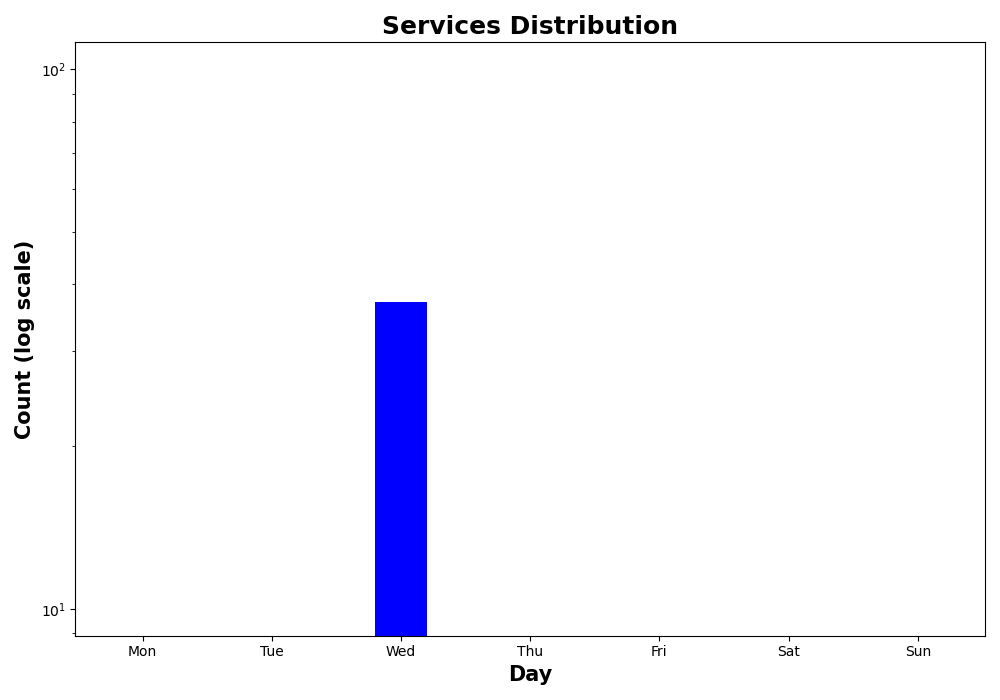 Services Distribution
10²
10¹
Count (log scale)
Mon Tue Wed Thu Fri Sat Sun
Day